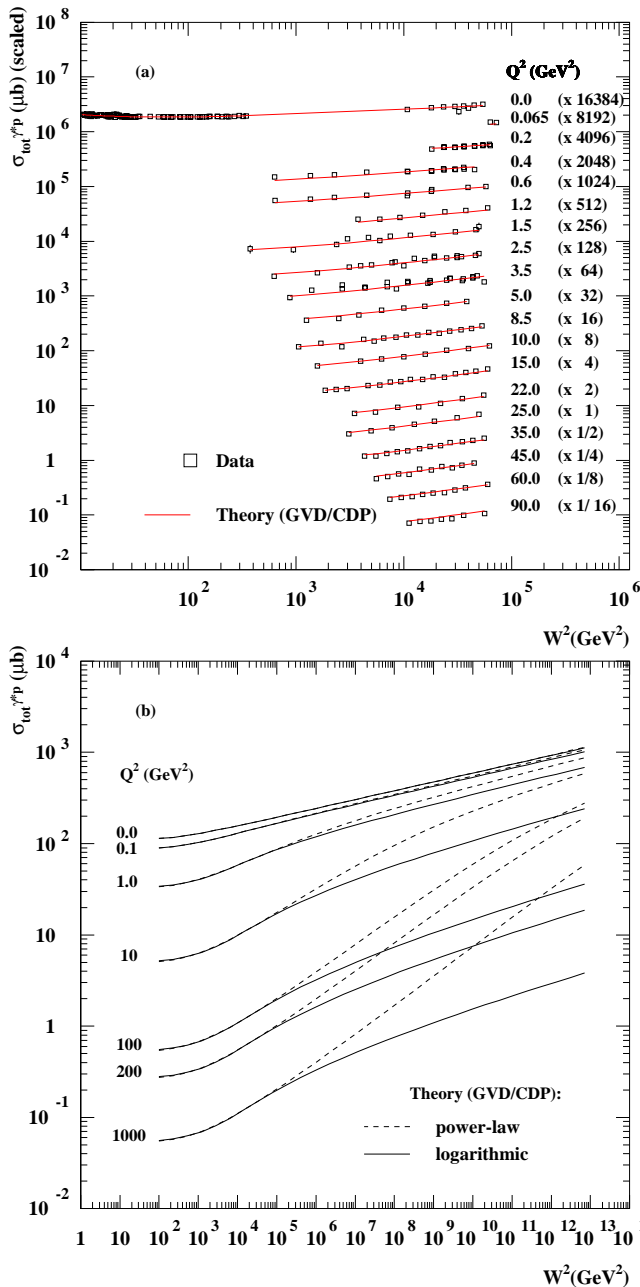 σ_tot^γ*p (μb) (scaled)
10^8
10^7
10^6
10^5
10^4
10^3
10^2
10
1
10^-1
10^-2
(a)
Q^2 (GeV^2)
0.0 (x 16384)
0.065 (x 8192)
0.2 (x 4096)
0.4 (x 2048)
0.6 (x 1024)
1.2 (x 512)
1.5 (x 256)
2.5 (x 128)
3.5 (x 64)
5.0 (x 32)
8.5 (x 16)
10.0 (x 8)
15.0 (x 4)
22.0 (x 2)
25.0 (x 1)
35.0 (x 1/2)
45.0 (x 1/4)
60.0 (x 1/8)
90.0 (x 1/ 16)
Data
Theory (GVD/CDP)
10^2 10^3 10^4 10^5 10^6
W^2(GeV^2)
σ_tot^γ*p (μb)
10^4
10^3
10^2
10
1
10^-1
10^-2
(b)
Q^2 (GeV^2)
0.0
0.1
1.0
10
100
200
1000
Theory (GVD/CDP):
power-law
logarithmic
1 10 10^2 10^3 10^4 10^5 10^6 10^7 10^8 10^9 10^10 10^11 10^12 10^13
W^2(GeV^2)